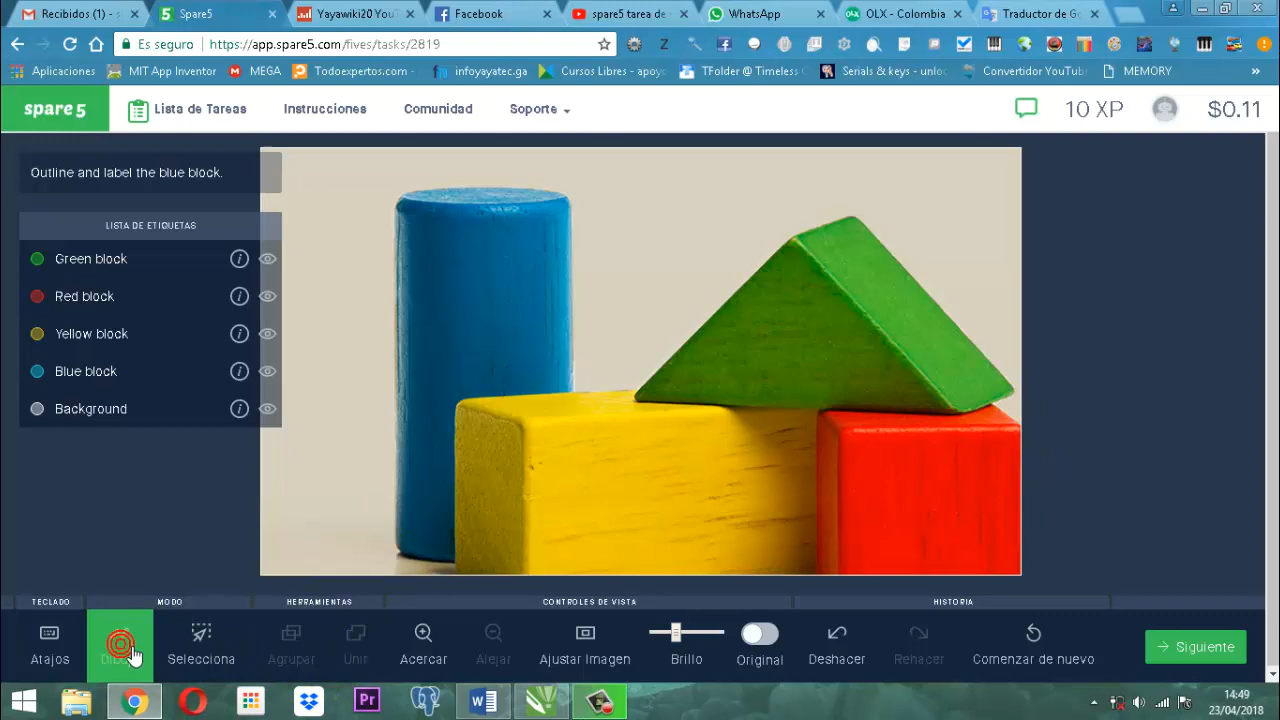 Recibidos (1) -
Spare5
Yayawiki20 You
Facebook
spare5 tarea de
WhatsApp
OLX - Colombia
Traductor de Go
Es seguro
https://app.spare5.com/fives/tasks/2819
Aplicaciones
MIT App Inventor
MEGA
Todoexpertos.com -
infoyayatec.ga
Cursos Libres - apoyo
TFolder @ Timeless
Serials & keys - unloc
Convertidor YouTube
MEMORY
»
spare5
Lista de Tareas
Instrucciones
Comunidad
Soporte
10 XP
$0.11
Outline and label the blue block.
LISTA DE ETIQUETAS
Green block
Red block
Yellow block
Blue block
Background
TECLADO
MODO
HERRAMIENTAS
CONTROLES DE VISTA
HISTORIA
Atajos
Selecciona
Agrupar
Unir
Acercar
Alejar
Ajustar Imagen
Brillo
Original
Deshacer
Rehacer
Comenzar de nuevo
Siguiente
14:49
23/04/2018